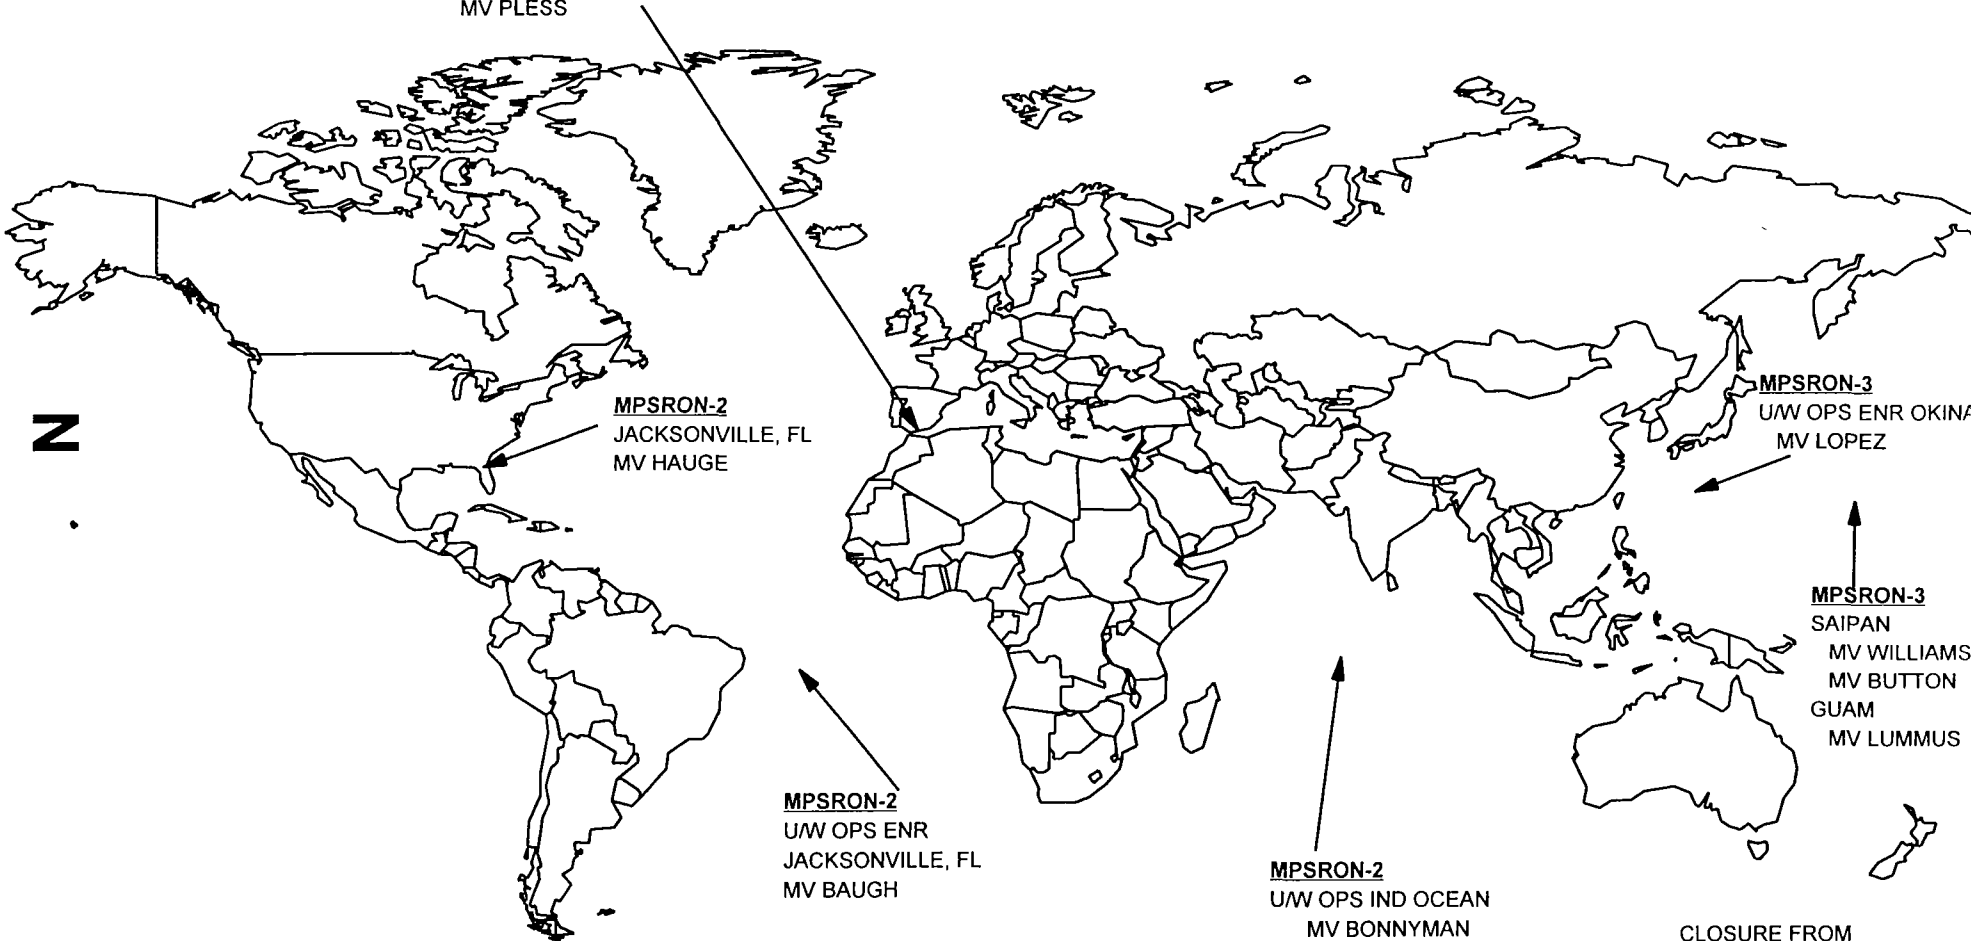 MV PLESS
MPSRON-2
JACKSONVILLE, FL
MV HAUGE
MPSRON-3
U/W OPS ENR OKINA
MV LOPEZ
N
MPSRON-3
SAIPAN
MV WILLIAMS
MV BUTTON
GUAM
MV LUMMUS
MPSRON-2
U/W OPS ENR
JACKSONVILLE, FL
MV BAUGH
MPSRON-2
U/W OPS IND OCEAN
MV BONNYMAN
CLOSURE FROM